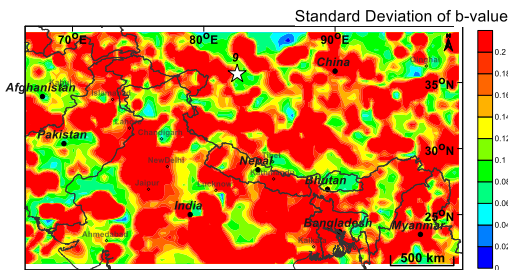 Standard Deviation of b-value
70°E 80°E 90°E
9
China
35°N
Afghanistan
Pakistan
NewDelhi
Nepal
30°N
Bhutan
India
25°N
Bangladesh
Myanmar
Ahmedabad
500 km
0.2
0.18
0.16
0.14
0.12
0.1
0.08
0.06
0.04
0.02
0